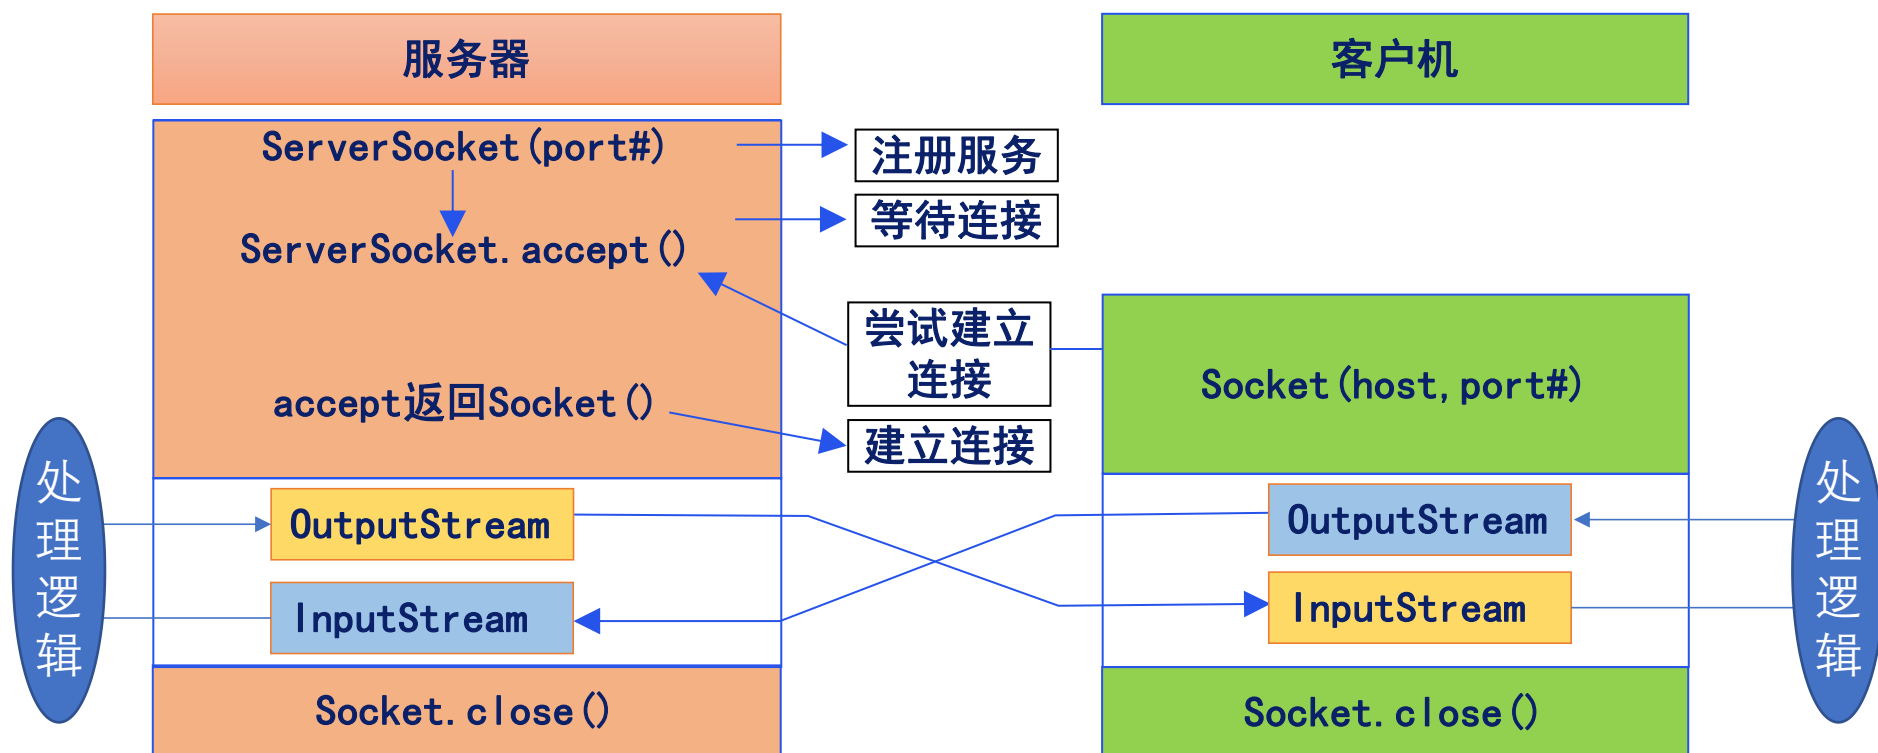 服务器
客户机
ServerSocket(port#)
注册服务
等待连接
ServerSocket.accept()
尝试建立
连接
Socket(host,port#)
accept返回Socket()
建立连接
处理逻辑
OutputStream
OutputStream
处理逻辑
InputStream
InputStream
Socket.close()
Socket.close()